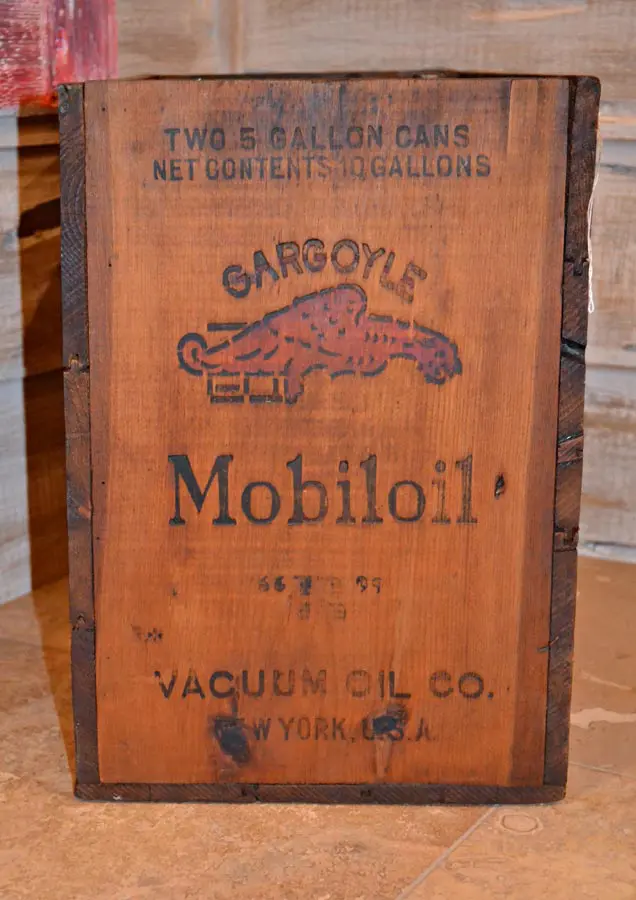 TWO 5 GALLON CANS
NET CONTENTS 10 GALLONS
GARGOYLE
Mobiloil
VACUUM OIL CO.
NEW YORK, U.S.A.